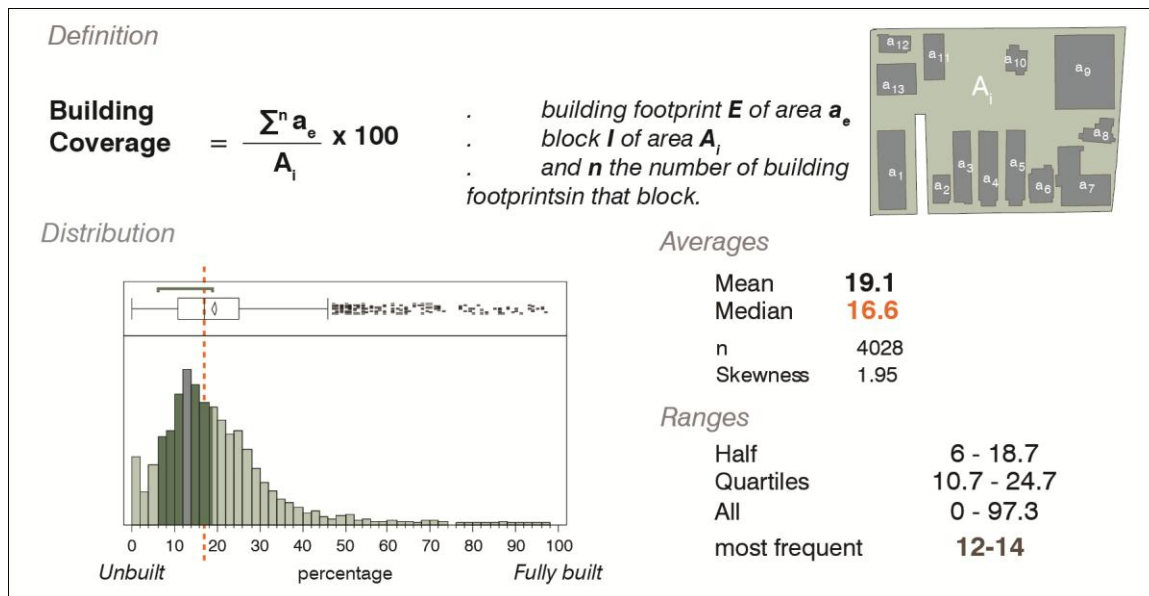 Definition
Building
Coverage
= ∑ⁿ aₑ / Aᵢ x 100
. building footprint E of area aₑ
. block I of area Aᵢ
. and n the number of building
footprintsin that block.
a₁₂
a₁₁
a₁₀
a₉
a₁₃
Aᵢ
a₈
a₁
a₂
a₃
a₄
a₅
a₆
a₇
Distribution
0 10 20 30 40 50 60 70 80 90 100
Unbuilt percentage Fully built
Averages
Mean 19.1
Median 16.6
n 4028
Skewness 1.95
Ranges
Half 6 - 18.7
Quartiles 10.7 - 24.7
All 0 - 97.3
most frequent 12-14